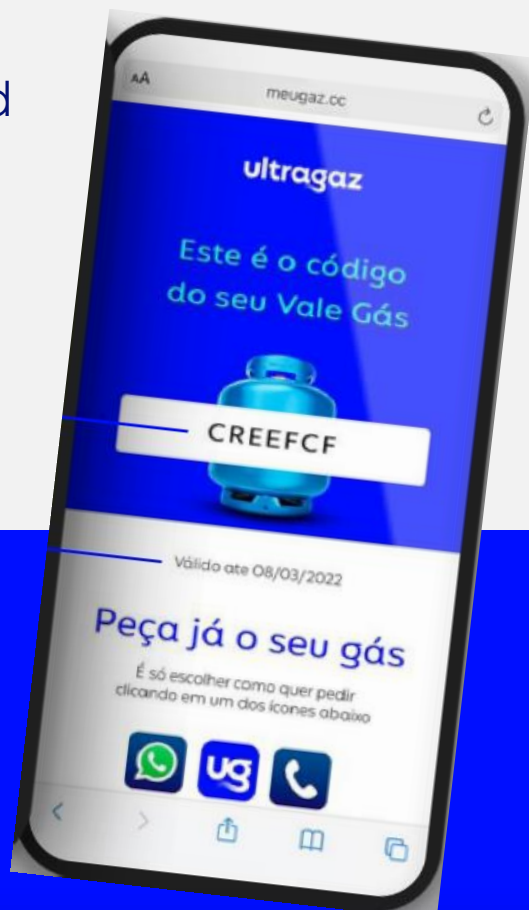 d
AA
meugaz.cc
ultragaz
Este é o código
do seu Vale Gás
CREEFCF
Válido ate 08/03/2022
Peça já o seu gás
É só escolher como quer pedir
clicando em um dos ícones abaixo
ug